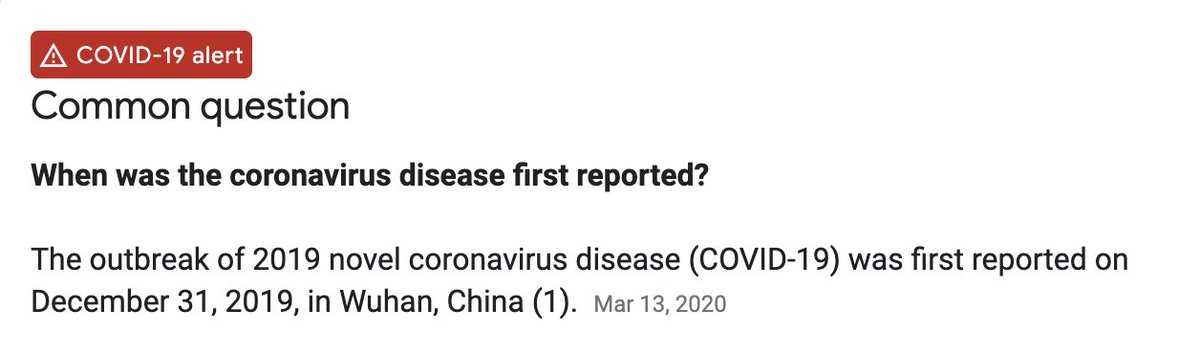 COVID-19 alert
Common question
When was the coronavirus disease first reported?
The outbreak of 2019 novel coronavirus disease (COVID-19) was first reported on
December 31, 2019, in Wuhan, China (1). Mar 13, 2020